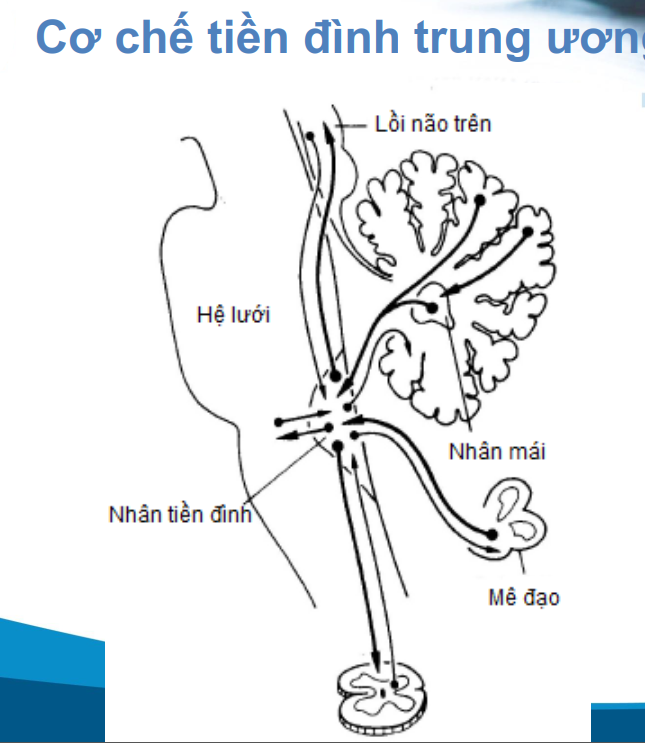 Cơ chế tiền đình trung ương
Lồi não trên
Hệ lưới
Nhân mái
Nhân tiền đình
Mê đạo